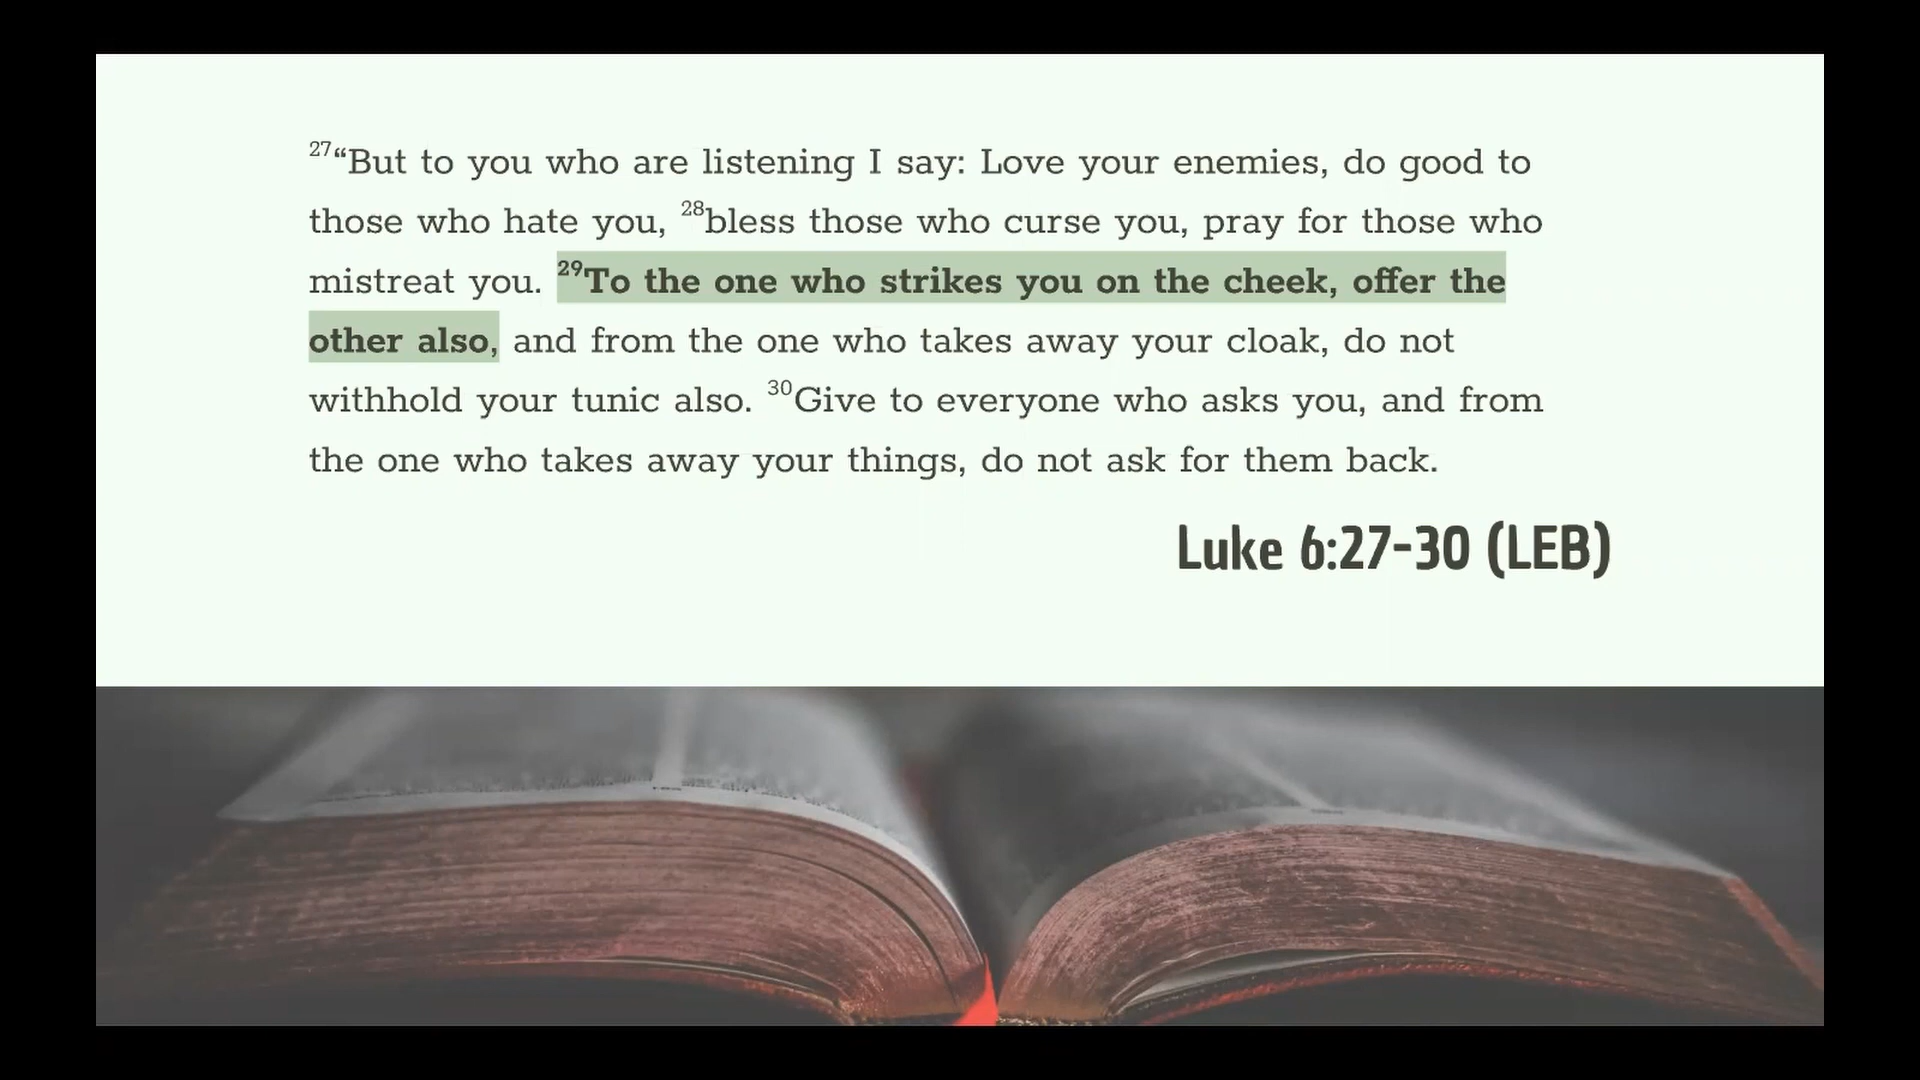 27“But to you who are listening I say: Love your enemies, do good to
those who hate you, 28bless those who curse you, pray for those who
mistreat you. 29To the one who strikes you on the cheek, offer the
other also, and from the one who takes away your cloak, do not
withhold your tunic also. 30Give to everyone who asks you, and from
the one who takes away your things, do not ask for them back.
Luke 6:27-30 (LEB)